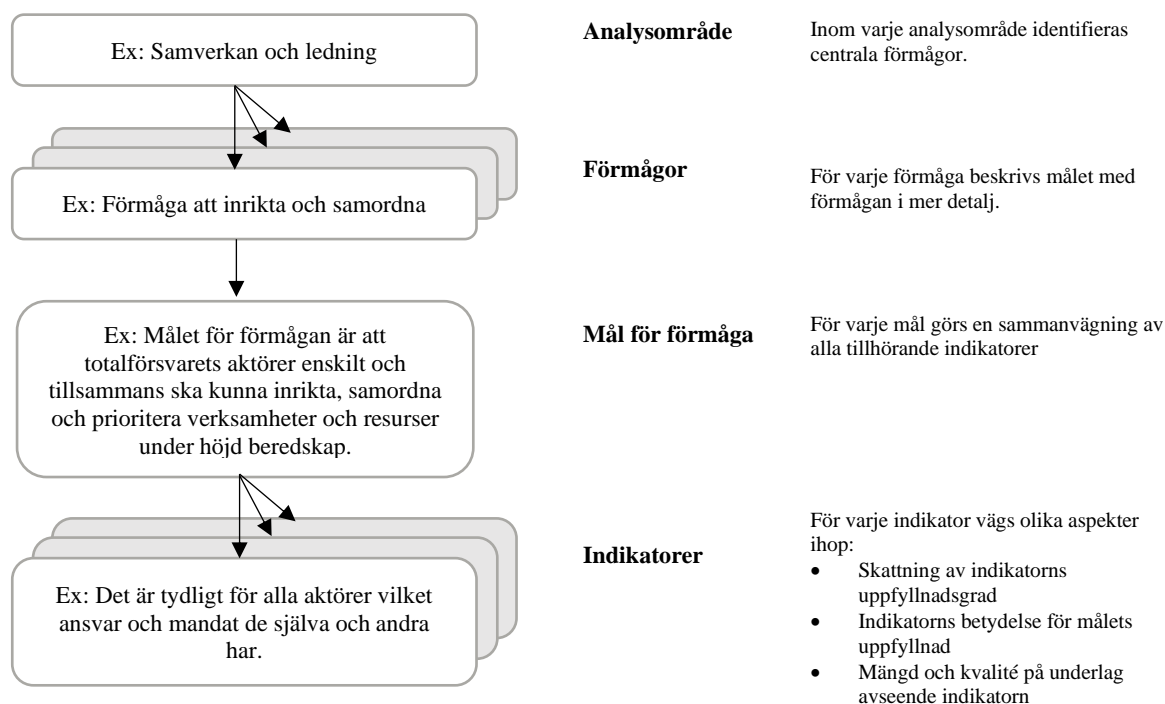 Ex: Samverkan och ledning
Analysområde
Inom varje analysområde identifieras
centrala förmågor.
Ex: Förmåga att inrikta och samordna
Förmågor
För varje förmåga beskrivs målet med
förmågan i mer detalj.
Ex: Målet för förmågan är att
totalförsvarets aktörer enskilt och
tillsammans ska kunna inrikta, samordna
och prioritera verksamheter och resurser
under höjd beredskap.
Mål för förmåga
För varje mål görs en sammanvägning av
alla tillhörande indikatorer
Ex: Det är tydligt för alla aktörer vilket
ansvar och mandat de själva och andra
har.
Indikatorer
För varje indikator vägs olika aspekter
ihop:
• Skattning av indikatorns
uppfyllnadsgrad
• Indikatorns betydelse för målets
uppfyllnad
• Mängd och kvalité på underlag
avseende indikatorn